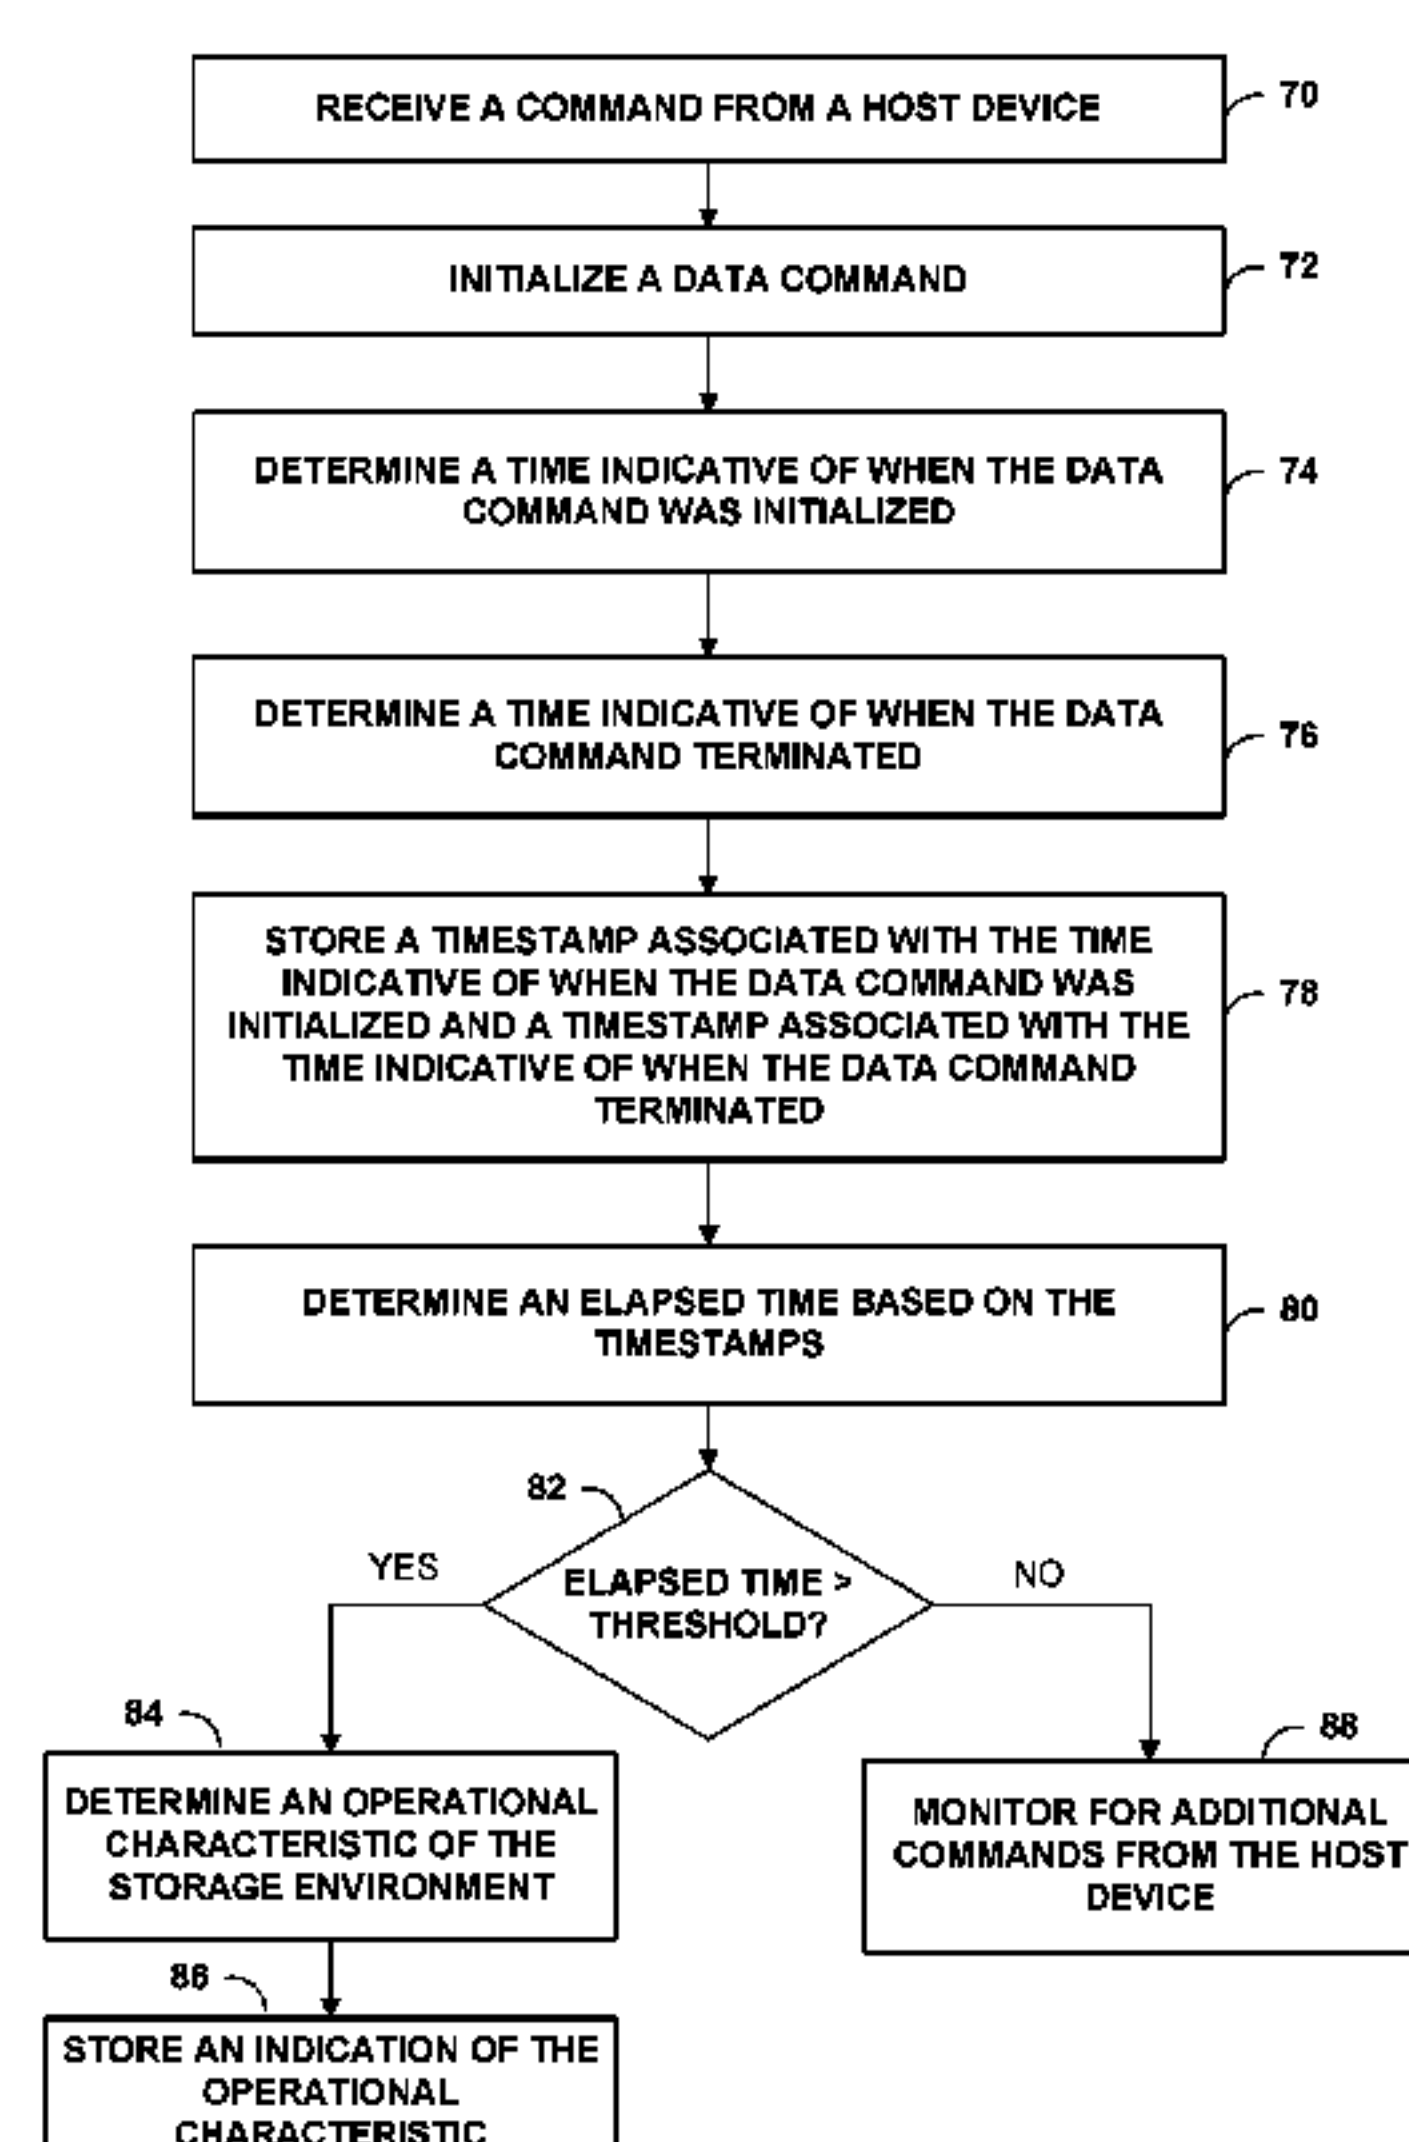 RECEIVE A COMMAND FROM A HOST DEVICE
70
INITIALIZE A DATA COMMAND
72
DETERMINE A TIME INDICATIVE OF WHEN THE DATA
COMMAND WAS INITIALIZED
74
DETERMINE A TIME INDICATIVE OF WHEN THE DATA
COMMAND TERMINATED
76
STORE A TIMESTAMP ASSOCIATED WITH THE TIME
INDICATIVE OF WHEN THE DATA COMMAND WAS
INITIALIZED AND A TIMESTAMP ASSOCIATED WITH THE
TIME INDICATIVE OF WHEN THE DATA COMMAND
TERMINATED
78
DETERMINE AN ELAPSED TIME BASED ON THE
TIMESTAMPS
80
82
ELAPSED TIME >
THRESHOLD?
YES
NO
84
DETERMINE AN OPERATIONAL
CHARACTERISTIC OF THE
STORAGE ENVIRONMENT
88
MONITOR FOR ADDITIONAL
COMMANDS FROM THE HOST
DEVICE
86
STORE AN INDICATION OF THE
OPERATIONAL
CHARACTERISTIC